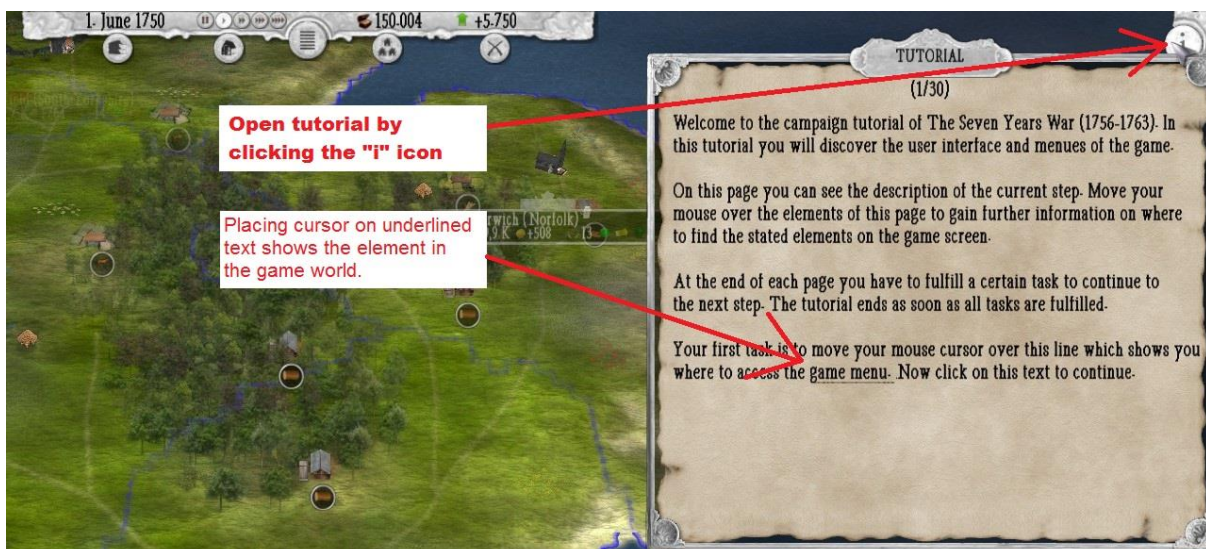 1. June 1750
150.004
+5.750
TUTORIAL
(1/30)
Open tutorial by
clicking the "i" icon
Placing cursor on underlined
text shows the element in
the game world.
rwich (Norfolk)
.9 K +508 13
Welcome to the campaign tutorial of The Seven Years War (1756-1763). In
this tutorial you will discover the user interface and menues of the game.
On this page you can see the description of the current step. Move your
mouse over the elements of this page to gain further information on where
to find the stated elements on the game screen.
At the end of each page you have to fulfill a certain task to continue to
the next step. The tutorial ends as soon as all tasks are fulfilled.
Your first task is to move your mouse cursor over this line which shows you
where to access the game menu. Now click on this text to continue.
i